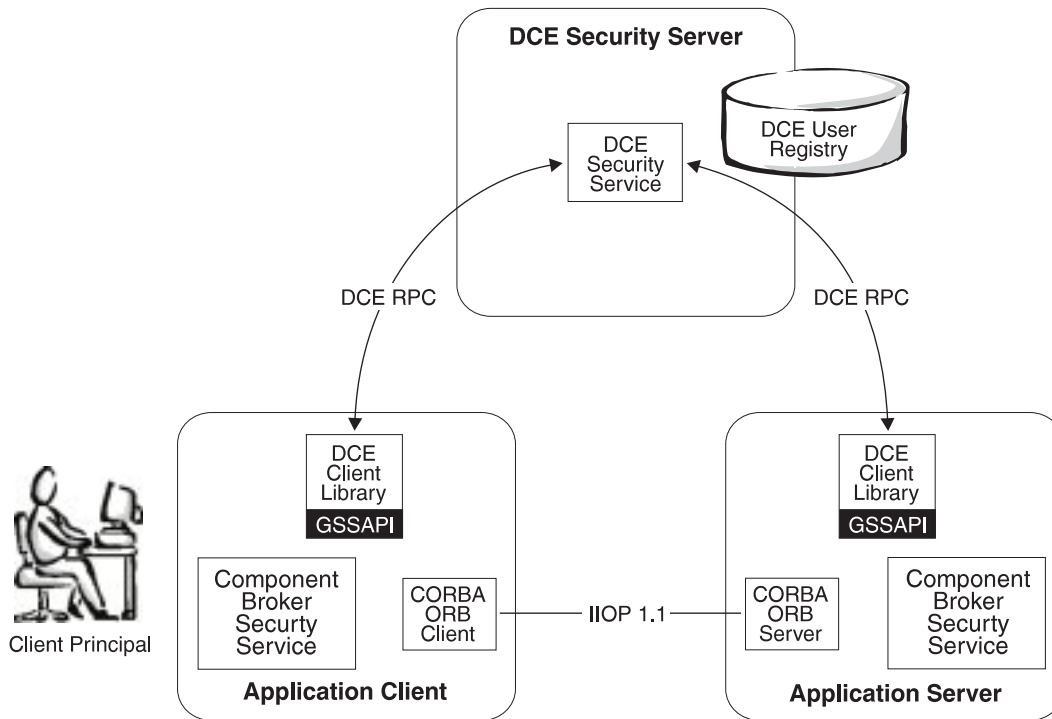 DCE Security Server
DCE User
Registry
DCE
Security
Service
DCE RPC
DCE RPC
DCE
Client
Library
GSSAPI
DCE
Client
Library
GSSAPI
Component
Broker
Securty
Service
CORBA
ORB
Client
IIOP 1.1
CORBA
ORB
Server
Component
Broker
Securty
Service
Client Principal
Application Client
Application Server